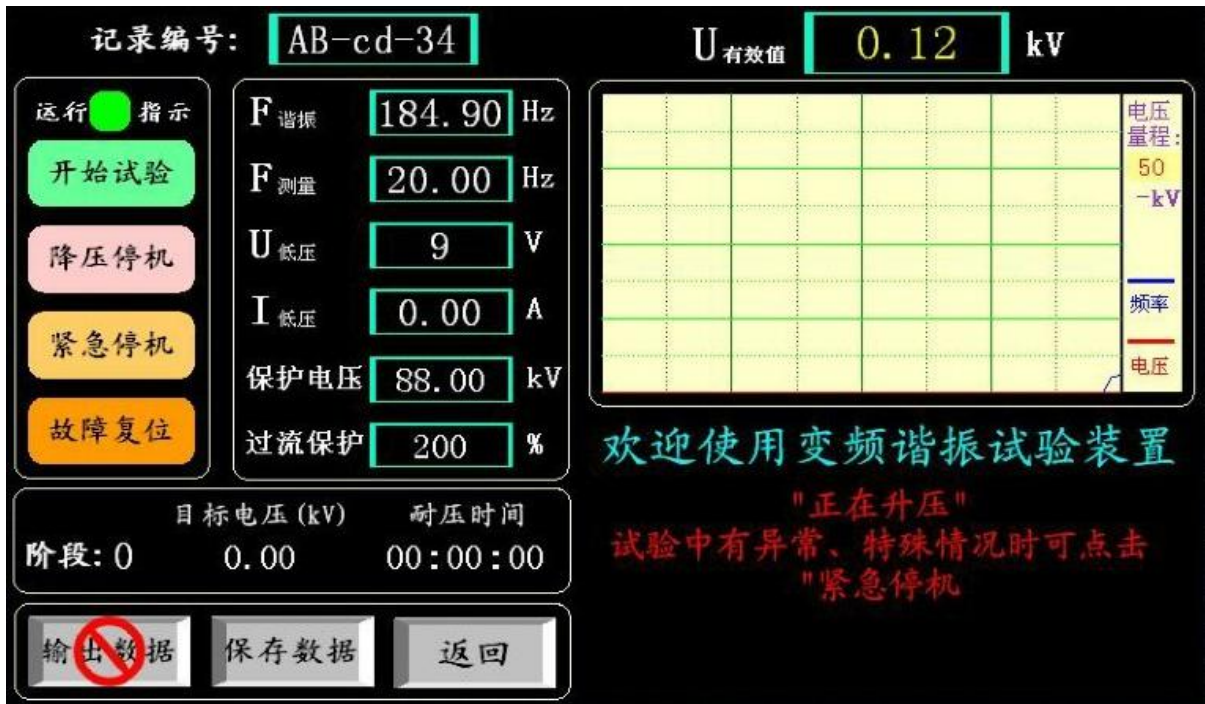 记录编号: AB-cd-34
U有效值 0.12 kV
运行 指示
开始试验
降压停机
紧急停机
故障复位
F谐振 184.90 Hz
F测量 20.00 Hz
U低压 9 V
I低压 0.00 A
保护电压 88.00 kV
过流保护 200 %
电压
量程:
50
-kV
频率
电压
欢迎使用变频谐振试验装置
"正在升压"
试验中有异常、特殊情况时可点击
"紧急停机
目标电压(kV) 耐压时间
阶段: 0 0.00 00:00:00
输出数据 保存数据 返回